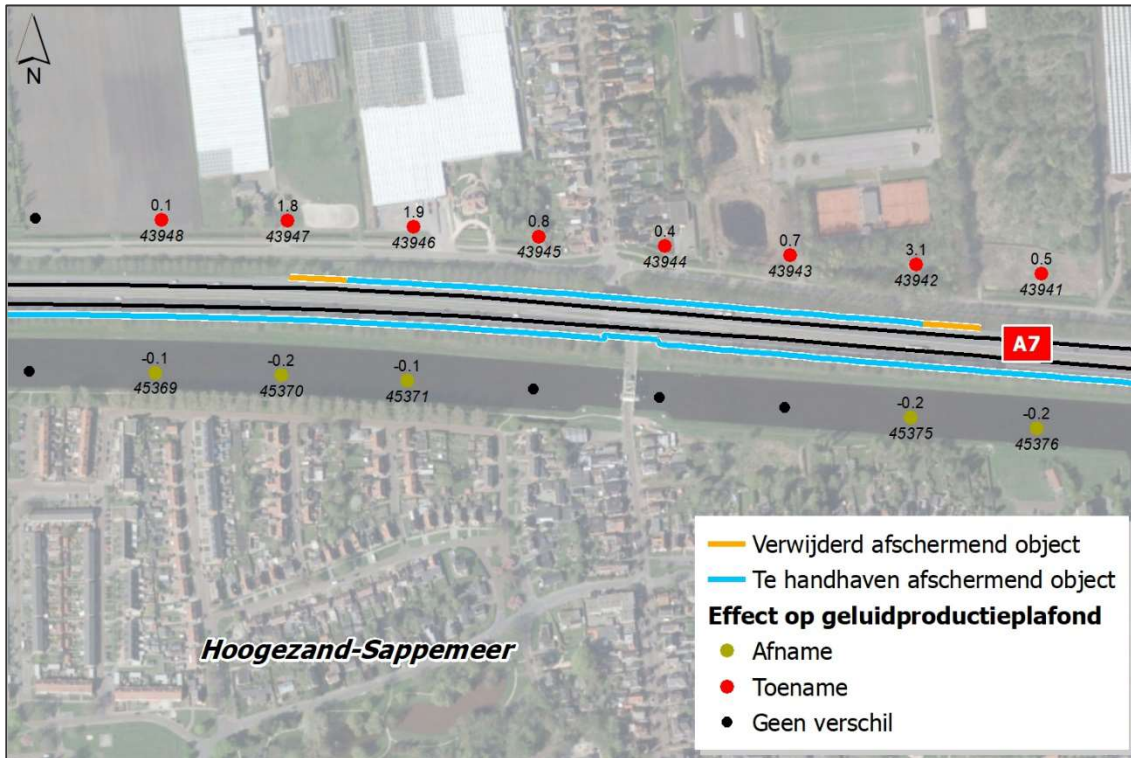 N
0.1
43948
1.8
43947
1.9
43946
0.8
43945
0.4
43944
0.7
43943
3.1
43942
0.5
43941
A7
-0.1
45369
-0.2
45370
-0.1
45371
-0.2
45375
-0.2
45376
Hoogezand-Sappemeer
Verwijderd afschermend object
Te handhaven afschermend object
Effect op geluidproductieplafond
Afname
Toename
Geen verschil